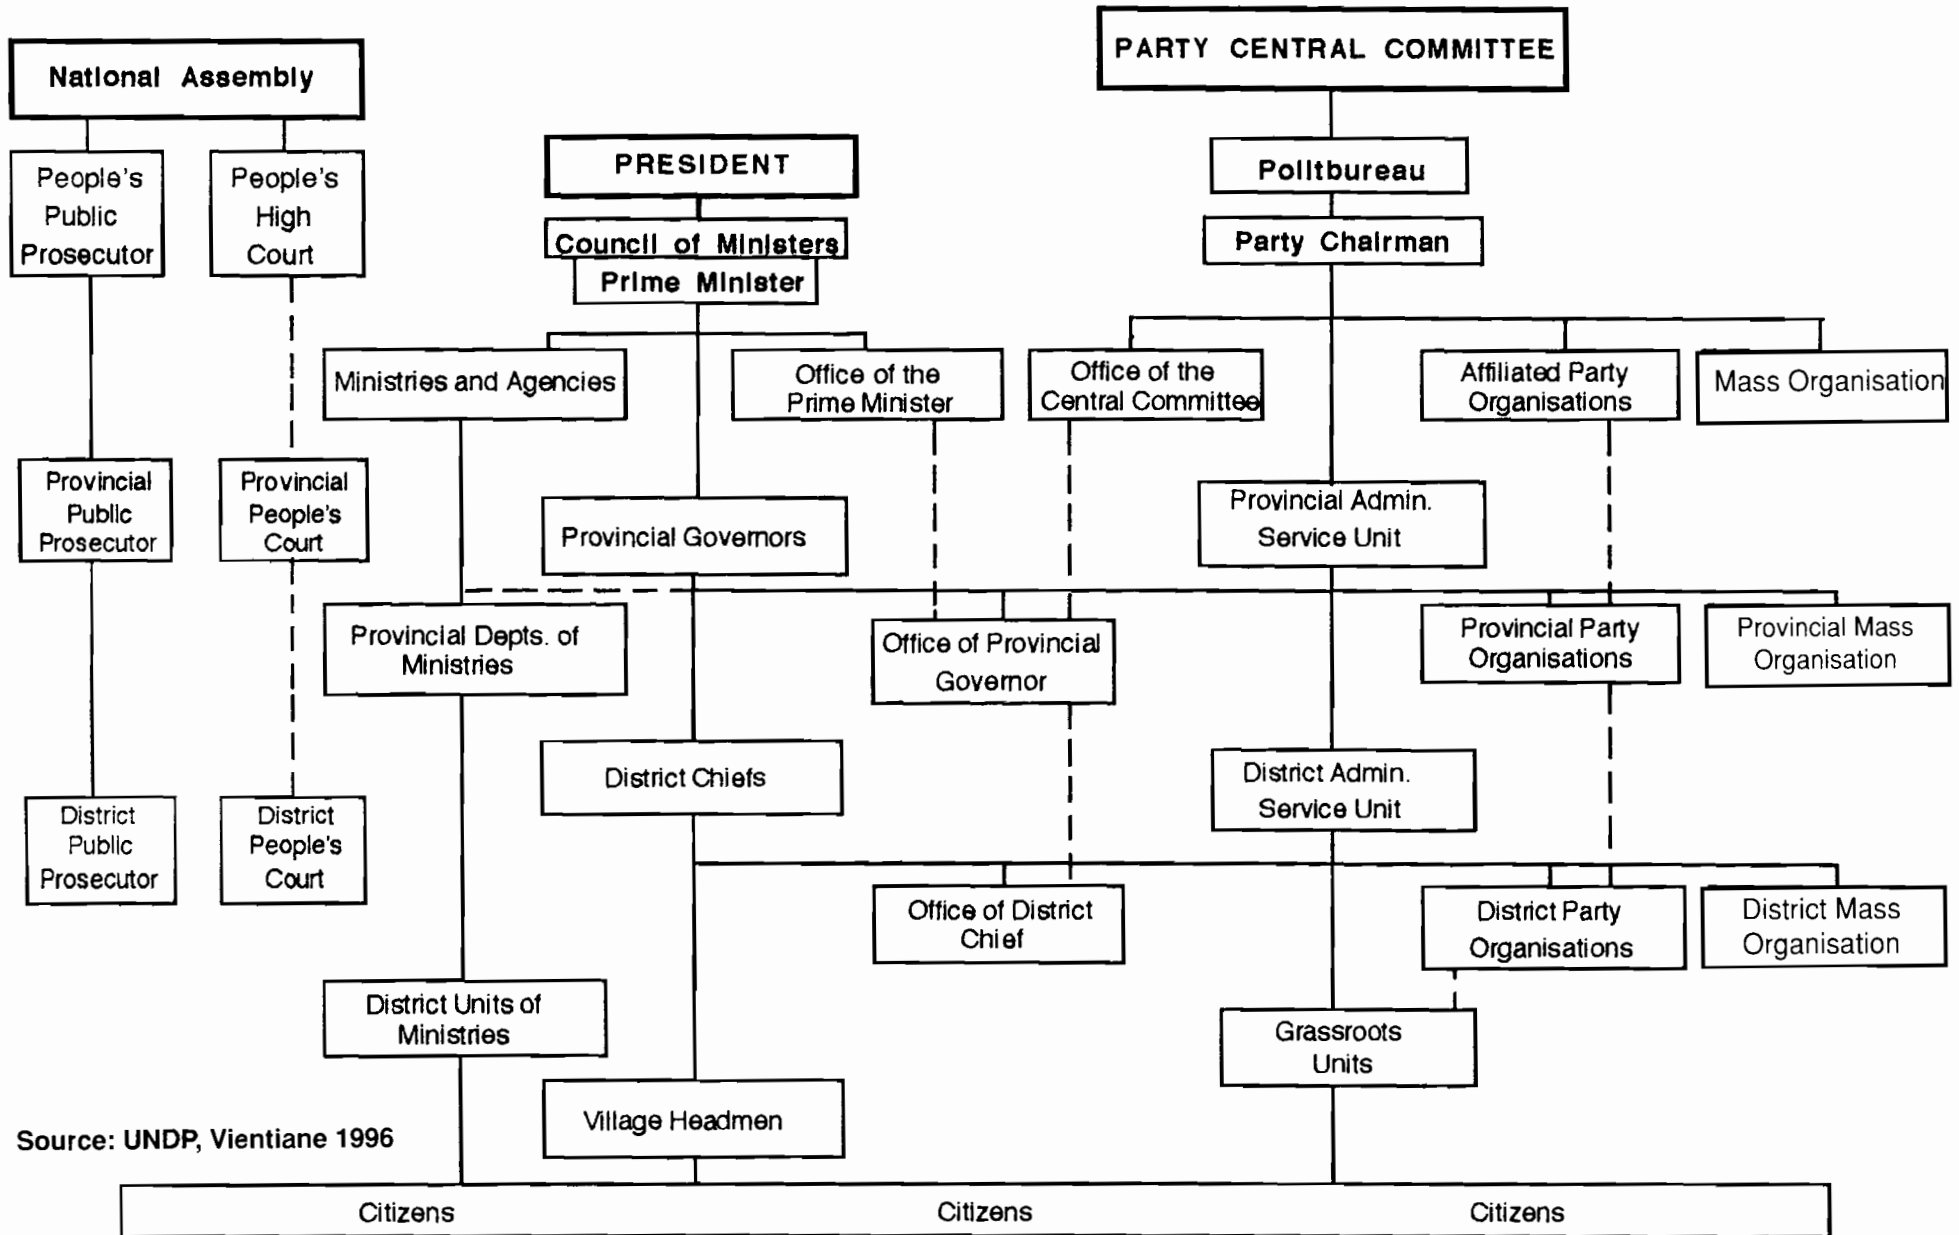 PARTY CENTRAL COMMITTEE
National Assembly
PRESIDENT
Politbureau
People's
Public
Prosecutor
People's
High
Court
Council of Ministers
Prime Minister
Party Chairman
Ministries and Agencies
Office of the
Prime Minister
Office of the
Central Committee
Affiliated Party
Organisations
Mass Organisation
Provincial
Public
Prosecutor
Provincial
People's
Court
Provincial Governors
Provincial Admin.
Service Unit
Provincial Depts. of
Ministries
Office of Provincial
Governor
Provincial Party
Organisations
Provincial Mass
Organisation
District Chiefs
District Admin.
Service Unit
District
Public
Prosecutor
District
People's
Court
Office of District
Chief
District Party
Organisations
District Mass
Organisation
District Units of
Ministries
Grassroots
Units
Village Headmen
Source: UNDP, Vientiane 1996
Citizens
Citizens
Citizens